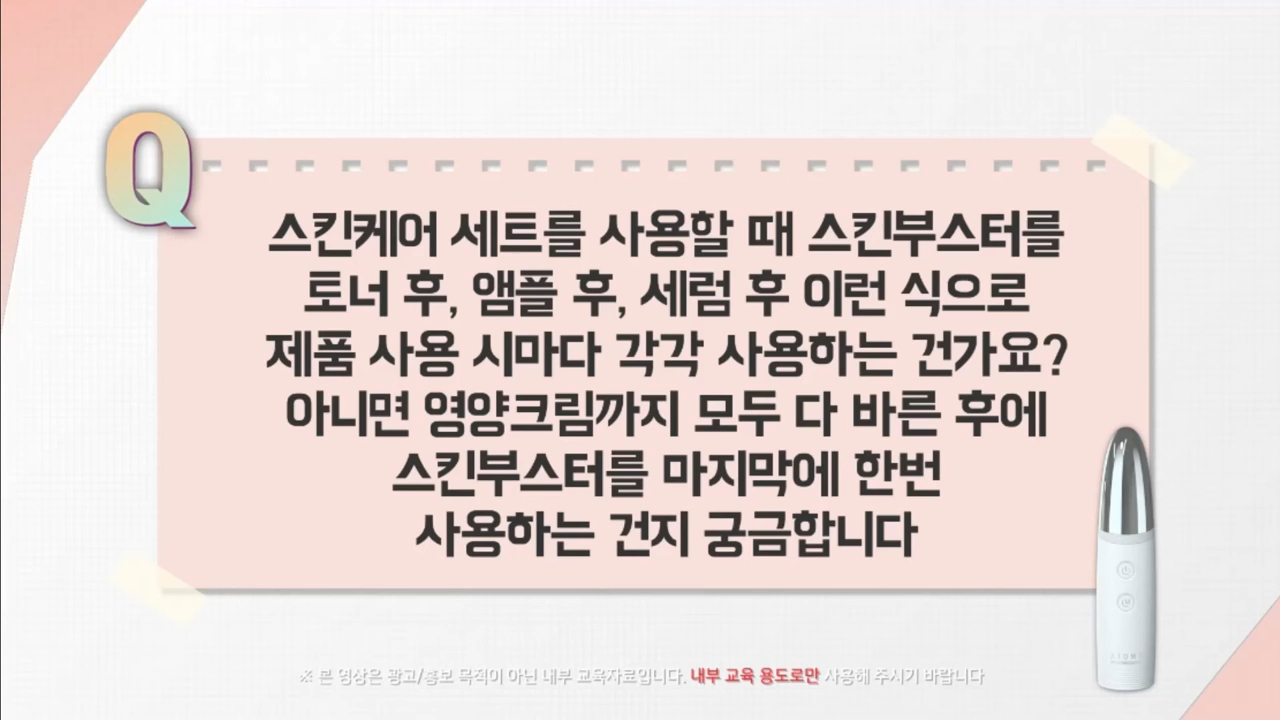 Q
스킨케어 세트를 사용할 때 스킨부스터를
토너 후, 앰플 후, 세럼 후 이런 식으로
제품 사용 시마다 각각 사용하는 건가요?
아니면 영양크림까지 모두 다 바른 후에
스킨부스터를 마지막에 한번
사용하는 건지 궁금합니다
※ 본 영상은 광고/홍보 목적이 아닌 내부 교육자료입니다. 내부 교육 용도로만 사용해 주시기 바랍니다